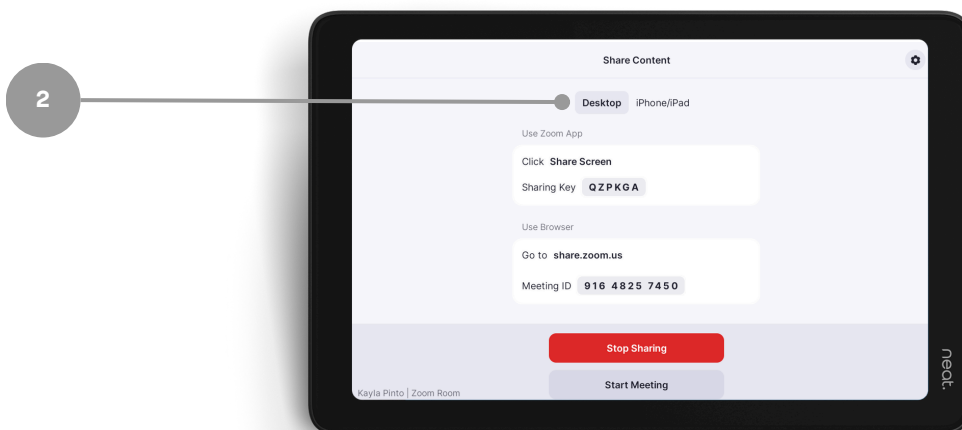 Share Content
2
Desktop iPhone/iPad
Use Zoom App
Click Share Screen
Sharing Key QZPKGA
Use Browser
Go to share.zoom.us
Meeting ID 916 4825 7450
Stop Sharing
Start Meeting
Kayla Pinto | Zoom Room
neat.